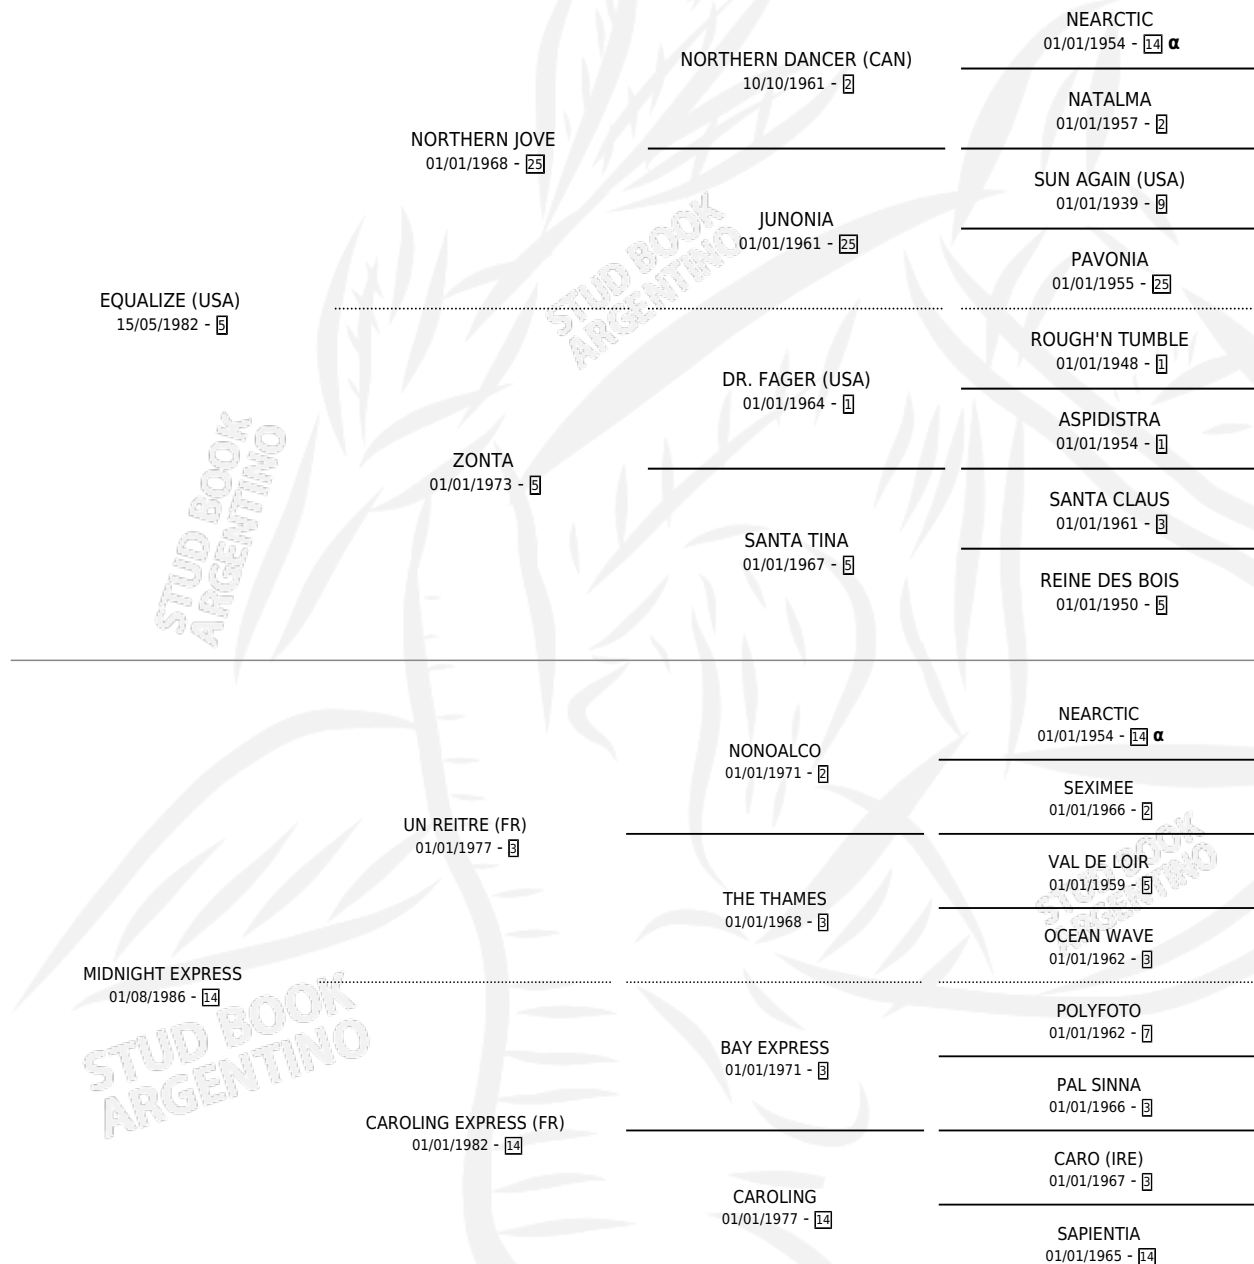 NEARCTIC
01/01/1954 - 14 α
NORTHERN DANCER (CAN)
10/10/1961 - 2
NATALMA
01/01/1957 - 2
NORTHERN JOVE
01/01/1968 - 25
SUN AGAIN (USA)
01/01/1939 - 9
JUNONIA
01/01/1961 - 25
PAVONIA
01/01/1955 - 25
EQUALIZE (USA)
15/05/1982 - 5
ROUGH'N TUMBLE
01/01/1948 - 1
DR. FAGER (USA)
01/01/1964 - 1
ASPIDISTRA
01/01/1954 - 1
ZONTA
01/01/1973 - 5
SANTA CLAUS
01/01/1961 - 3
SANTA TINA
01/01/1967 - 5
REINE DES BOIS
01/01/1950 - 5
NEARCTIC
01/01/1954 - 14 α
NONOALCO
01/01/1971 - 2
SEXIMEE
01/01/1966 - 2
UN REITRE (FR)
01/01/1977 - 3
VAL DE LOIR
01/01/1959 - 5
THE THAMES
01/01/1968 - 3
OCEAN WAVE
01/01/1962 - 3
MIDNIGHT EXPRESS
01/08/1986 - 14
POLYFOTO
01/01/1962 - 7
BAY EXPRESS
01/01/1971 - 3
PAL SINNA
01/01/1966 - 3
CAROLING EXPRESS (FR)
01/01/1982 - 14
CARO (IRE)
01/01/1967 - 3
CAROLING
01/01/1977 - 14
SAPIENTIA
01/01/1965 - 14
STUD BOOK
ARGENTINO
STUD BOOK
ARGENTINO
STUD BOOK
ARGENTINO
STUD BOOK
ARGENTINO